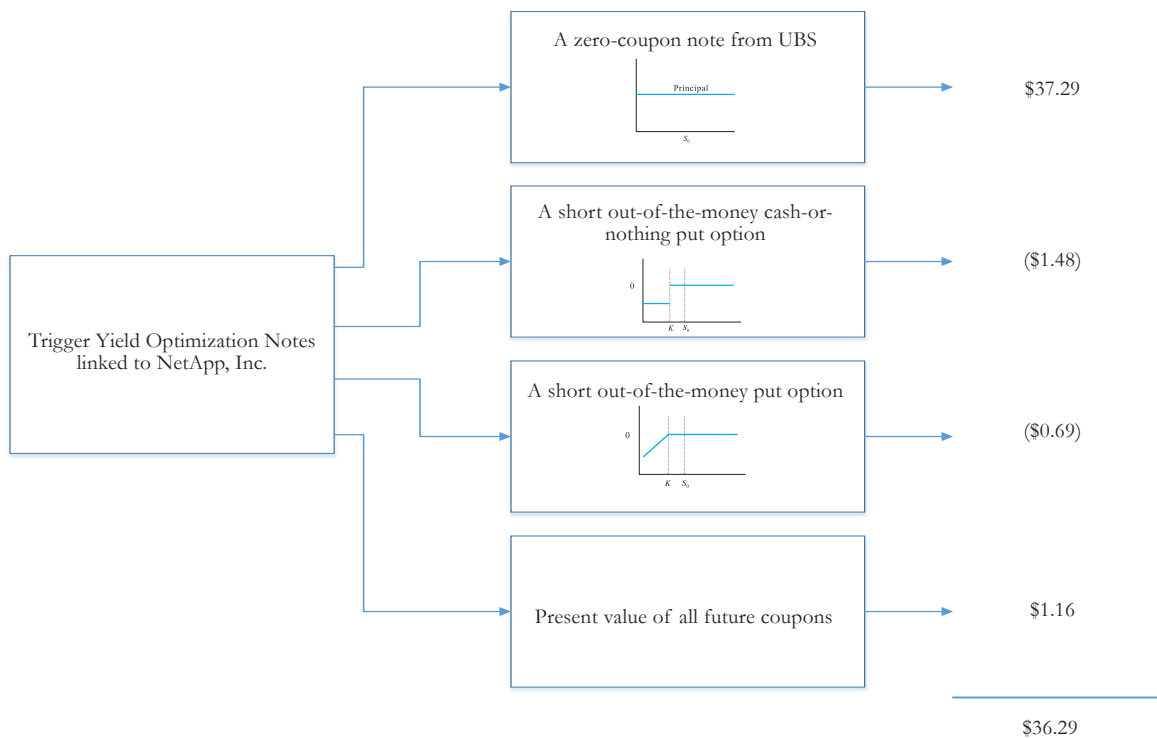 A zero-coupon note from UBS
Principal
S0
$37.29
A short out-of-the-money cash-or-
nothing put option
0
K S0
($1.48)
Trigger Yield Optimization Notes
linked to NetApp, Inc.
A short out-of-the-money put option
0
K S0
($0.69)
Present value of all future coupons
$1.16
$36.29